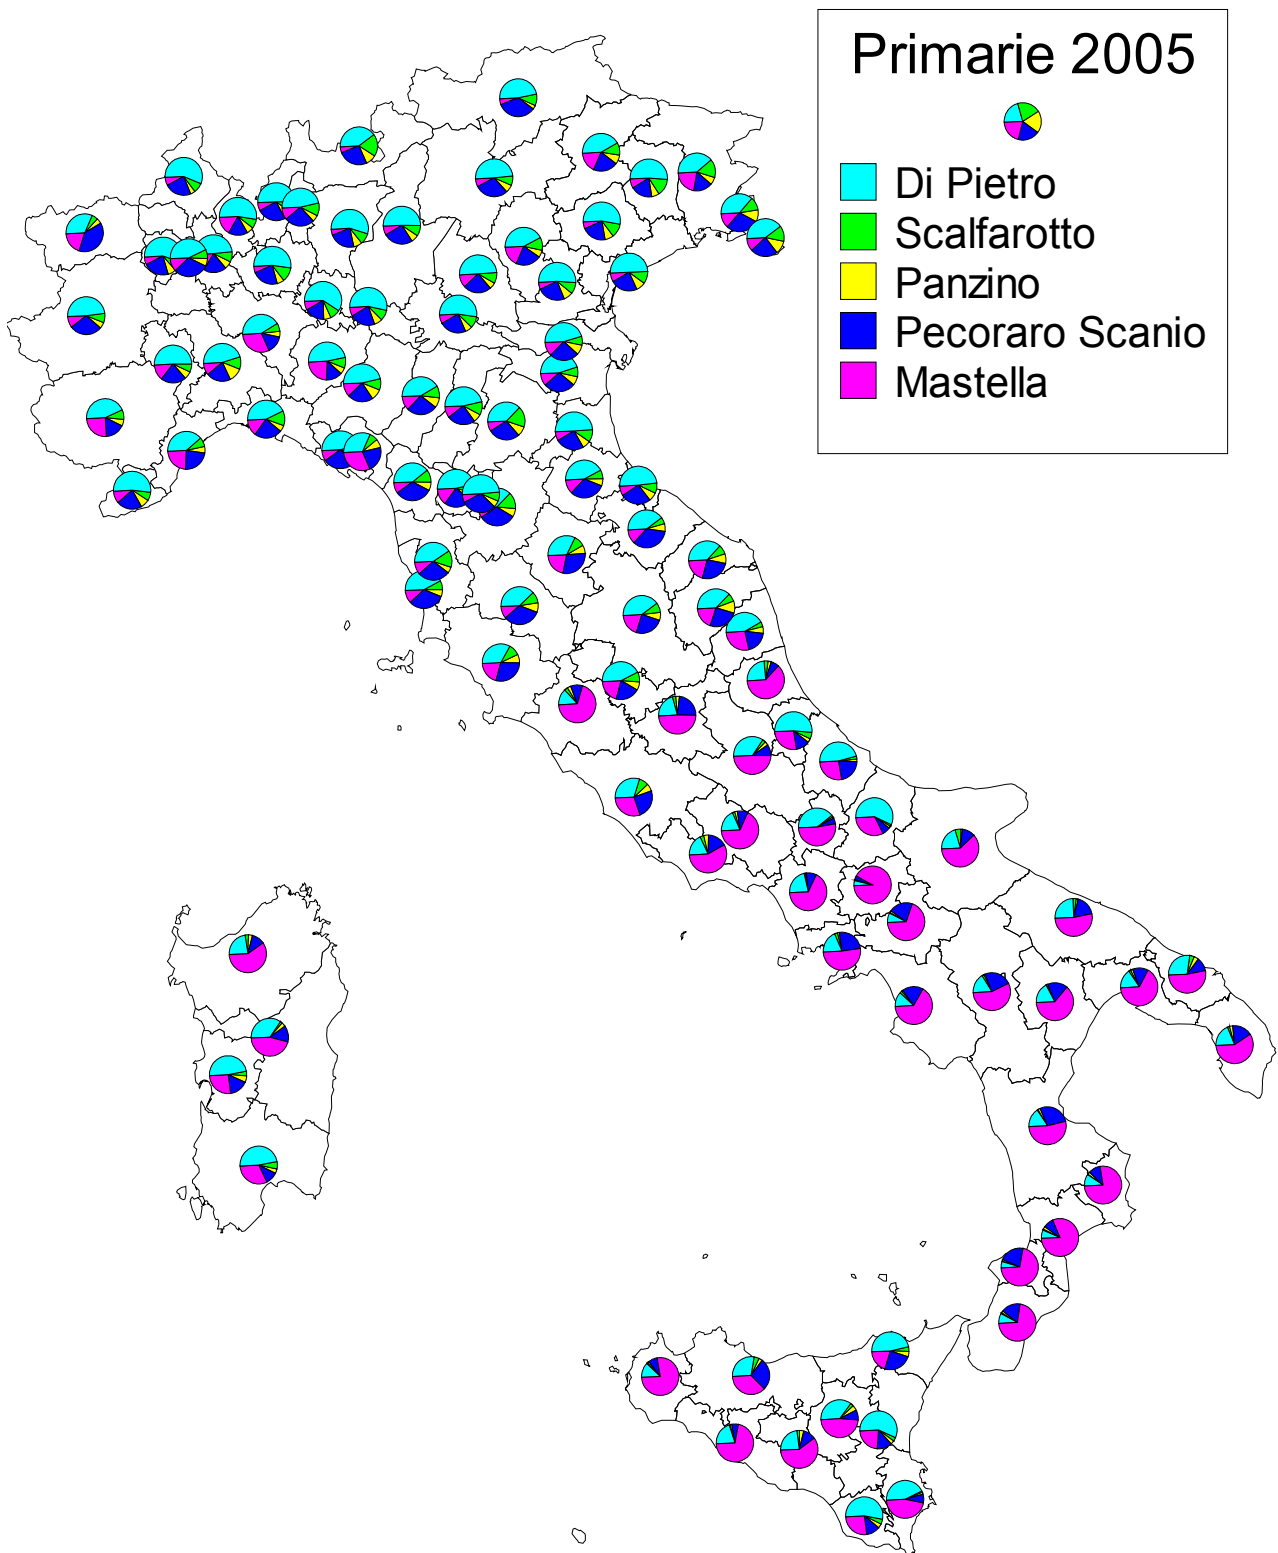 Primarie 2005
Di Pietro
Scalfarotto
Panzino
Pecoraro Scanio
Mastella